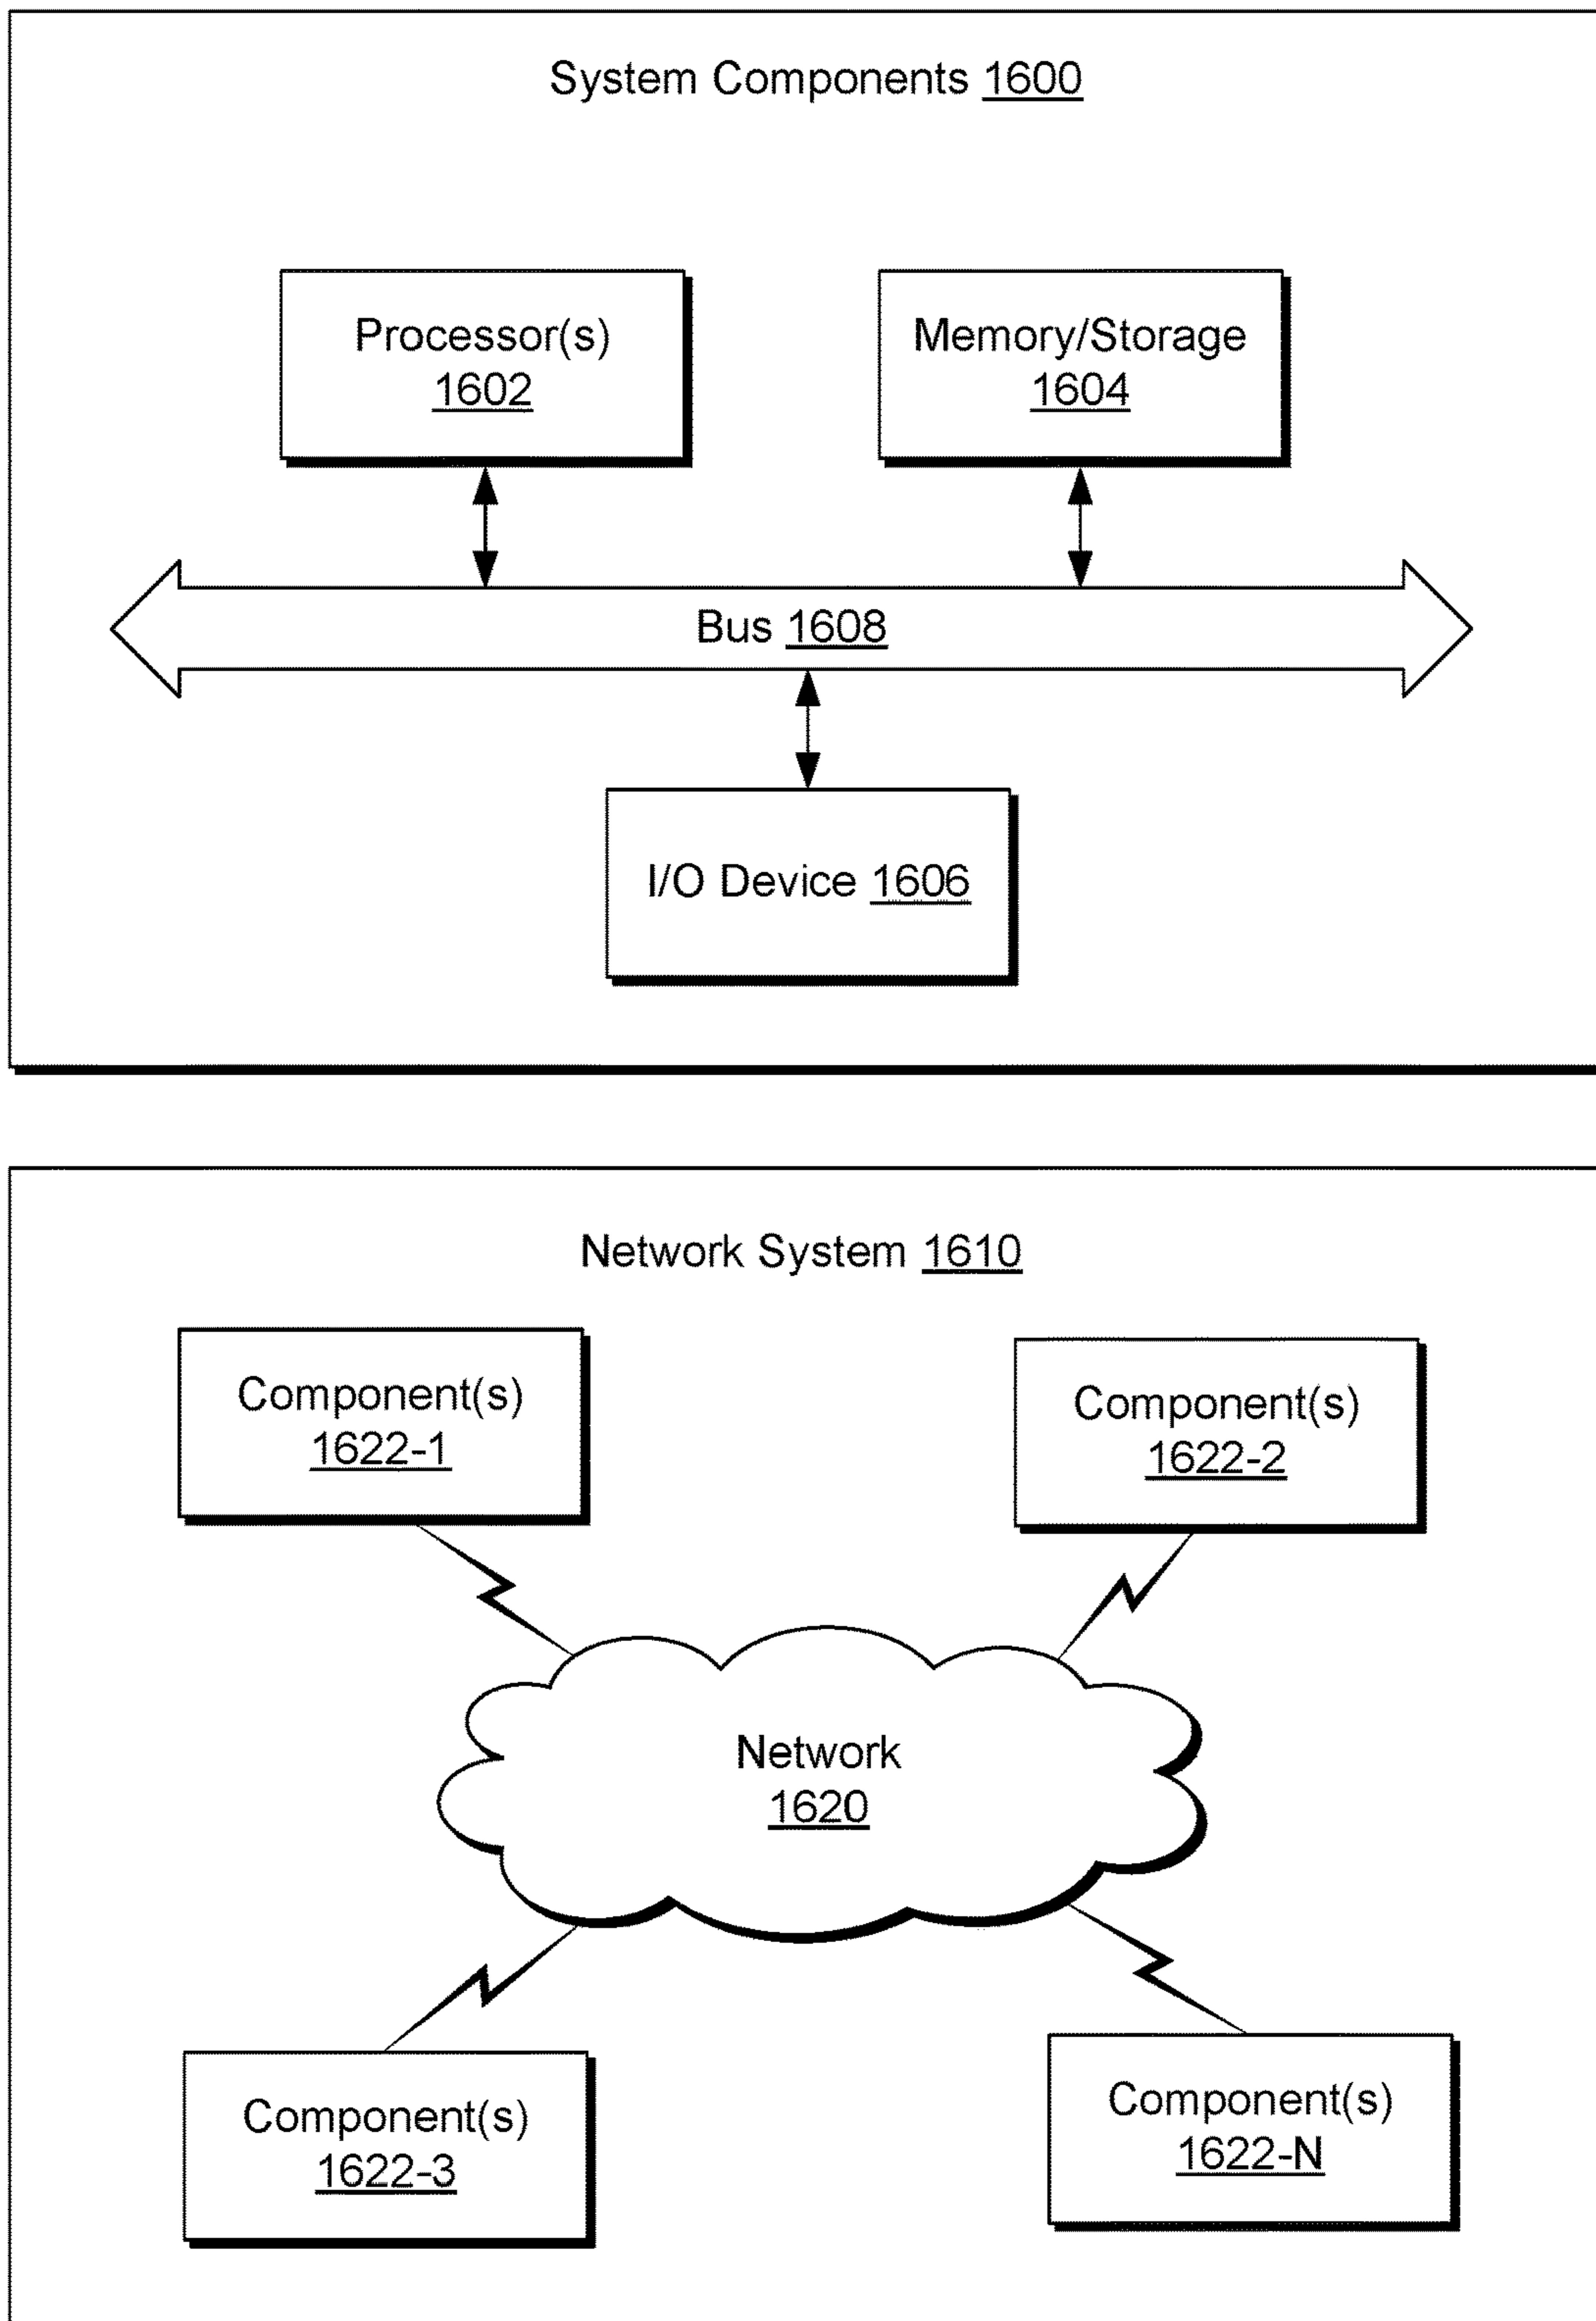 System Components 1600
Processor(s)
1602
Memory/Storage
1604
Bus 1608
I/O Device 1606
Network System 1610
Component(s)
1622-1
Component(s)
1622-2
Network
1620
Component(s)
1622-3
Component(s)
1622-N